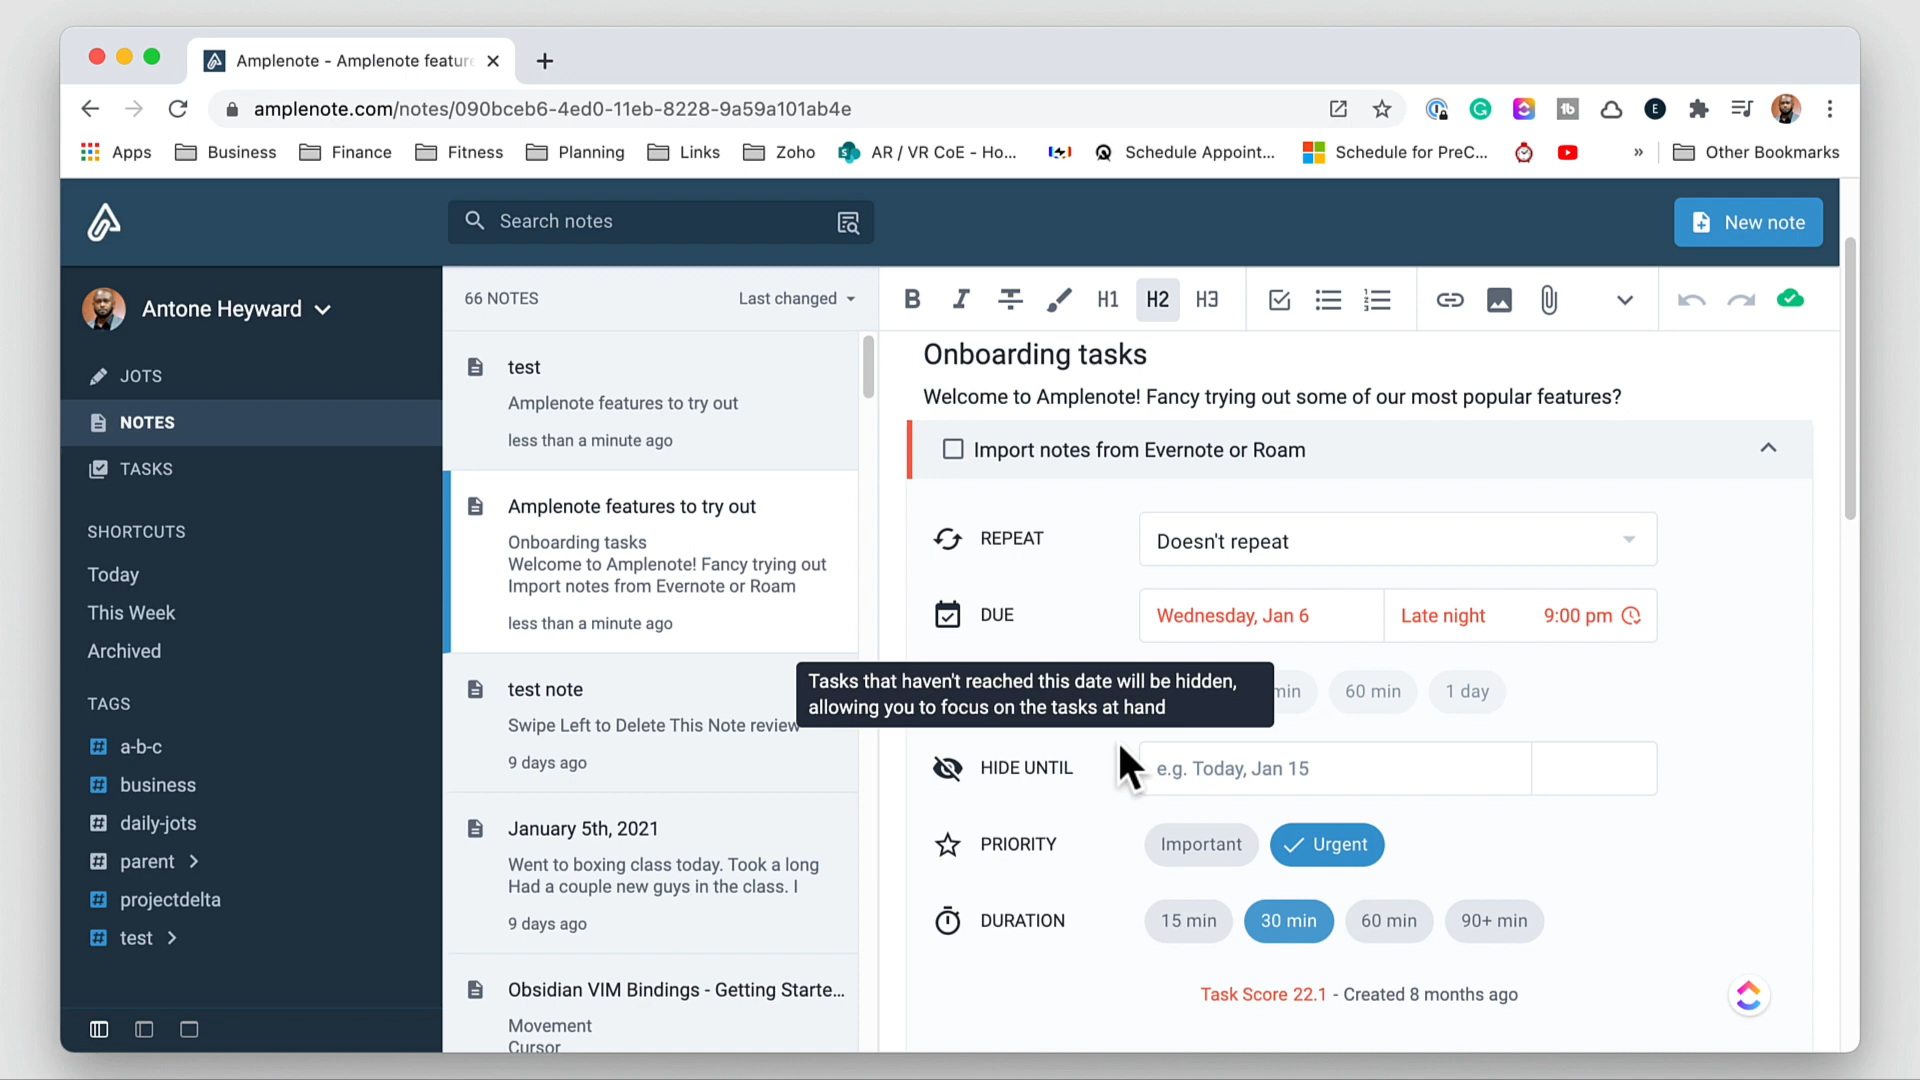 Amplenote - Amplenote feature
amplenote.com/notes/090bceb6-4ed0-11eb-8228-9a59a101ab4e
Apps
Business
Finance
Fitness
Planning
Links
Zoho
AR / VR CoE - Ho...
Schedule Appoint...
Schedule for PreC...
»
Other Bookmarks
Search notes
New note
Antone Heyward
JOTS
NOTES
TASKS
SHORTCUTS
Today
This Week
Archived
TAGS
a-b-c
business
daily-jots
parent
projectdelta
test
66 NOTES
Last changed
test
Amplenote features to try out
less than a minute ago
Amplenote features to try out
Onboarding tasks
Welcome to Amplenote! Fancy trying out
Import notes from Evernote or Roam
less than a minute ago
test note
Swipe Left to Delete This Note review
9 days ago
January 5th, 2021
Went to boxing class today. Took a long
Had a couple new guys in the class. I
9 days ago
Obsidian VIM Bindings - Getting Starte...
Movement
Cursor
B I H1 H2 H3
Onboarding tasks
Welcome to Amplenote! Fancy trying out some of our most popular features?
Import notes from Evernote or Roam
REPEAT
Doesn't repeat
DUE
Wednesday, Jan 6
Late night
9:00 pm
Tasks that haven't reached this date will be hidden,
allowing you to focus on the tasks at hand
min
60 min
1 day
HIDE UNTIL
e.g. Today, Jan 15
PRIORITY
Important
Urgent
DURATION
15 min
30 min
60 min
90+ min
Task Score 22.1 - Created 8 months ago